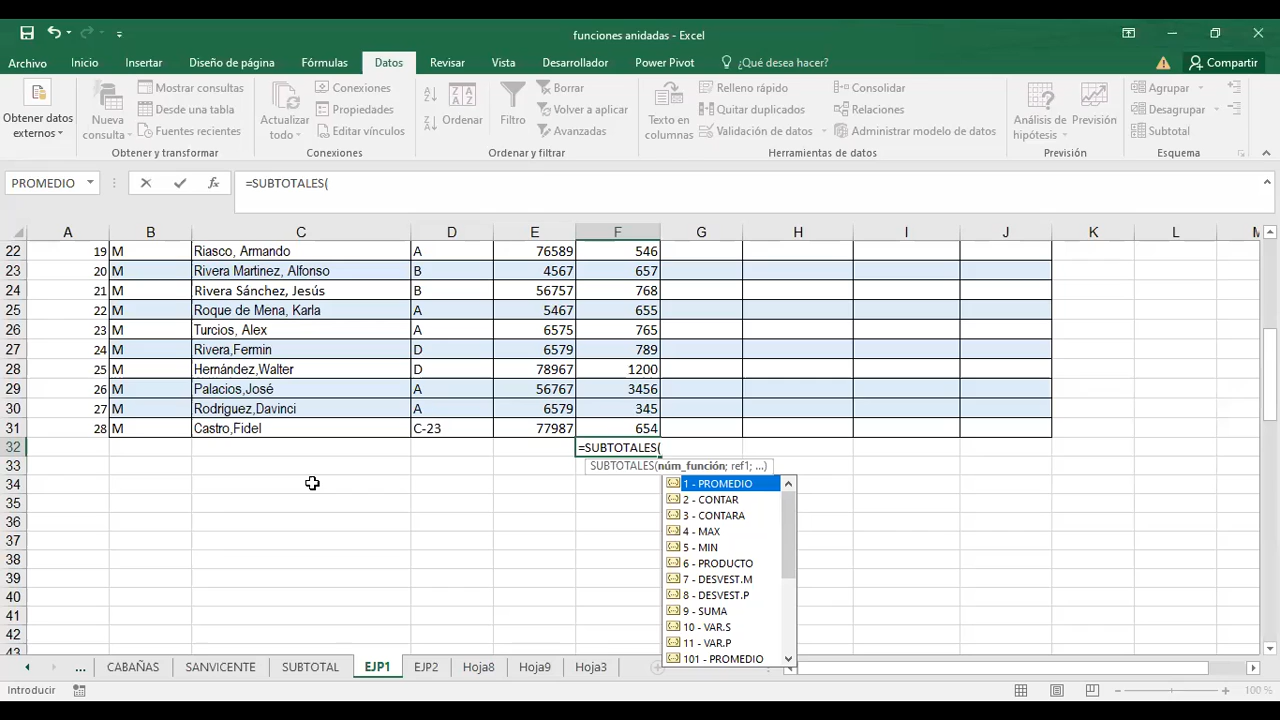 funciones anidadas - Excel
Archivo Inicio Insertar Diseño de página Fórmulas Datos Revisar Vista Desarrollador Power Pivot ¿Qué desea hacer? Compartir
Obtener datos externos
Nueva consulta
Mostrar consultas
Desde una tabla
Fuentes recientes
Obtener y transformar
Actualizar todo
Conexiones
Propiedades
Editar vínculos
Conexiones
Ordenar
Filtro
Borrar
Volver a aplicar
Avanzadas
Ordenar y filtrar
Texto en columnas
Relleno rápido
Quitar duplicados
Validación de datos
Consolidar
Relaciones
Administrar modelo de datos
Herramientas de datos
Análisis de hipótesis
Previsión
Previsión
Agrupar
Desagrupar
Subtotal
Esquema
PROMEDIO =SUBTOTALES(
A B C D E F G H I J K L M
22 19 M Riasco, Armando A 76589 546
23 20 M Rivera Martinez, Alfonso B 4567 657
24 21 M Rivera Sánchez, Jesús B 56757 768
25 22 M Roque de Mena, Karla A 5467 655
26 23 M Turcios, Alex A 6575 765
27 24 M Rivera,Fermin D 6579 789
28 25 M Hernández,Walter D 78967 1200
29 26 M Palacios,José A 56767 3456
30 27 M Rodríguez,Davinci A 6579 345
31 28 M Castro,Fidel C-23 77987 654
32 =SUBTOTALES(
33 SUBTOTALES(núm_función; ref1; ...)
34 1 - PROMEDIO
35 2 - CONTAR
3 - CONTARA
36 4 - MAX
37 5 - MIN
38 6 - PRODUCTO
39 7 - DESVEST.M
40 8 - DESVEST.P
41 9 - SUMA
42 10 - VAR.S
43 11 - VAR.P
101 - PROMEDIO
... CABAÑAS SANVICENTE SUBTOTAL EJP1 EJP2 Hoja8 Hoja9 Hoja3
Introducir 100 %